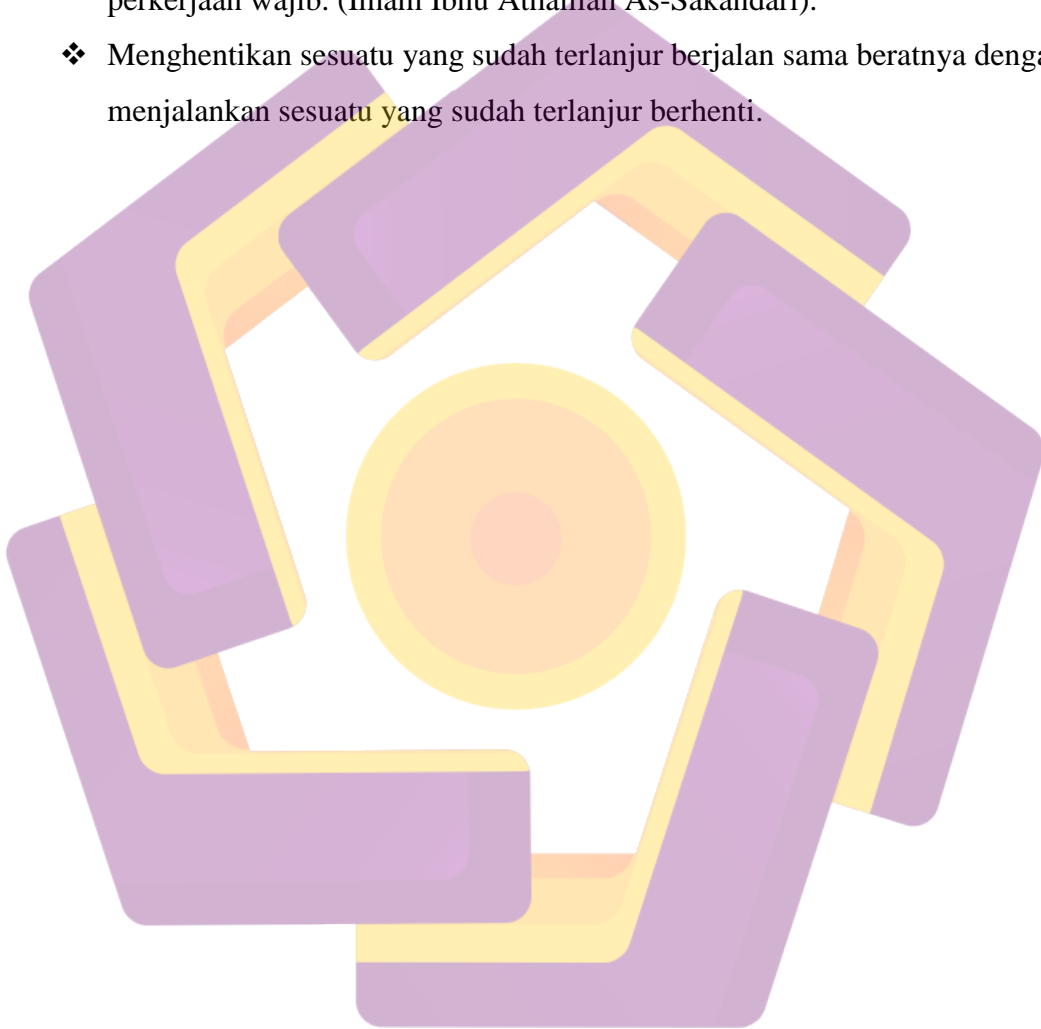 perkerjaan wajib. (Imam Ibnu Athaillah As-Sakandari).
❖ Menghentikan sesuatu yang sudah terlanjur berjalan sama beratnya denga
menjalankan sesuatu yang sudah terlanjur berhenti.